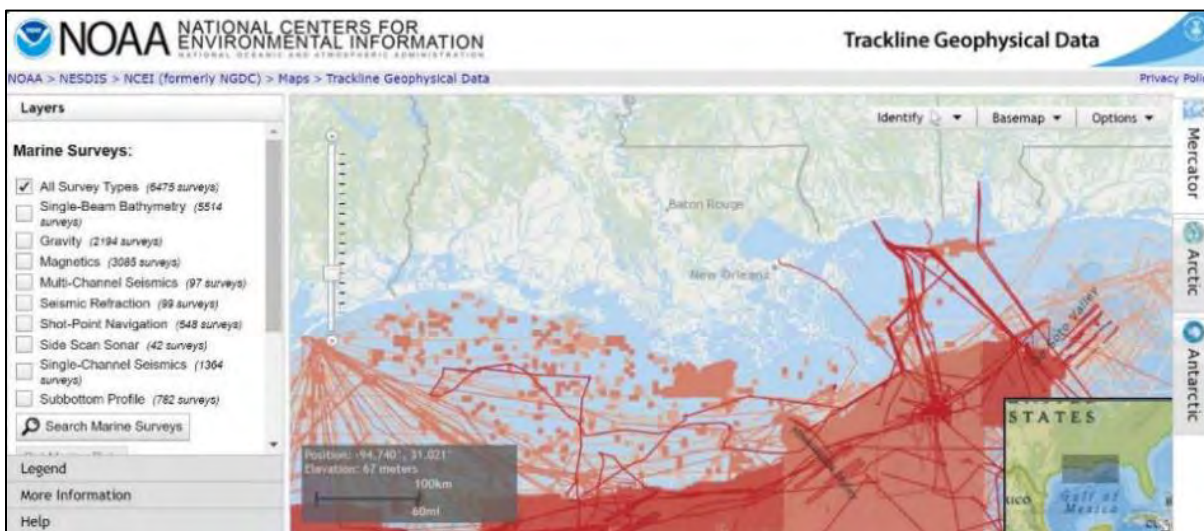 NOAA NATIONAL CENTERS FOR ENVIRONMENTAL INFORMATION
NATIONAL OCEANIC AND ATMOSPHERIC ADMINISTRATION
Trackline Geophysical Data
NOAA > NESDIS > NCEI (formerly NGDC) > Maps > Trackline Geophysical Data
Privacy Polic
Layers
Marine Surveys:
All Survey Types (6475 surveys)
Single-Beam Bathymetry (5514
surveys)
Gravity (2194 surveys)
Magnetics (3085 surveys)
Multi-Channel Seismics (97 surveys)
Seismic Refraction (99 surveys)
Shot-Point Navigation (548 surveys)
Side Scan Sonar (42 surveys)
Single-Channel Seismics (1364
surveys)
Subbottom Profile (782 surveys)
Search Marine Surveys
Legend
More Information
Help
Identify
Basemap
Options
Mercator
Arctic
Antarctic
Baton Rouge
New Orleans
Soto Valley
Position: -94.740°, 31.021°
Elevation: 67 meters
100km
60mi
STATES
Gulf of
Mexico